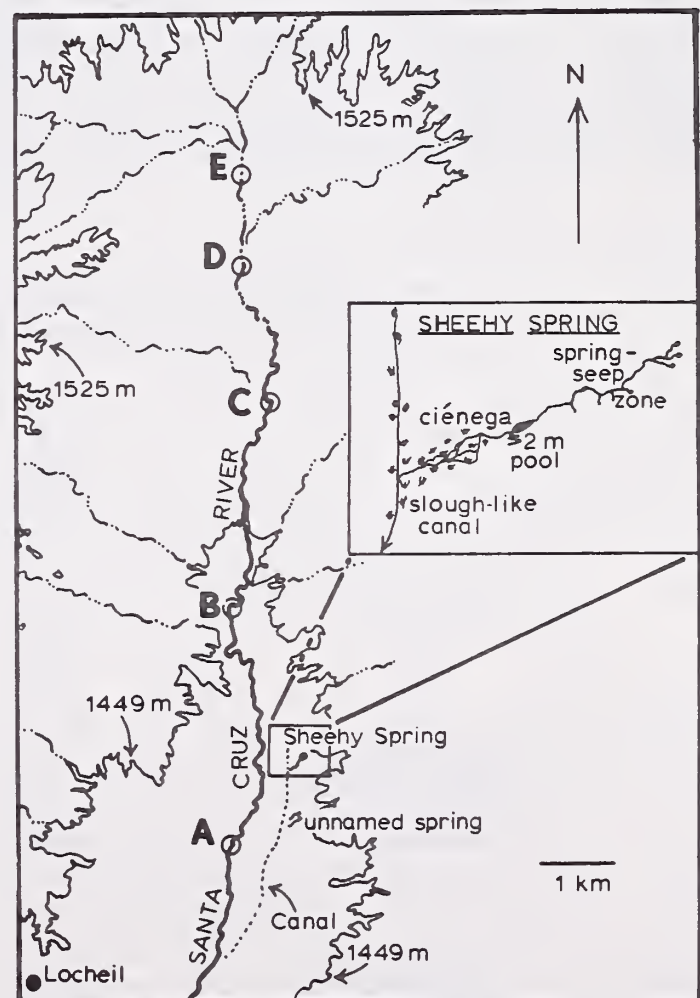 N
1525 m
E
D
SHEEHY SPRING
spring-
seep
zone
ciénega
2 m
pool
slough-like
canal
1525 m
C
RIVER
B
1449 m
CRUZ
Sheehy Spring
unnamed spring
A
1 km
SANTA
Canal
1449 m
Locheil